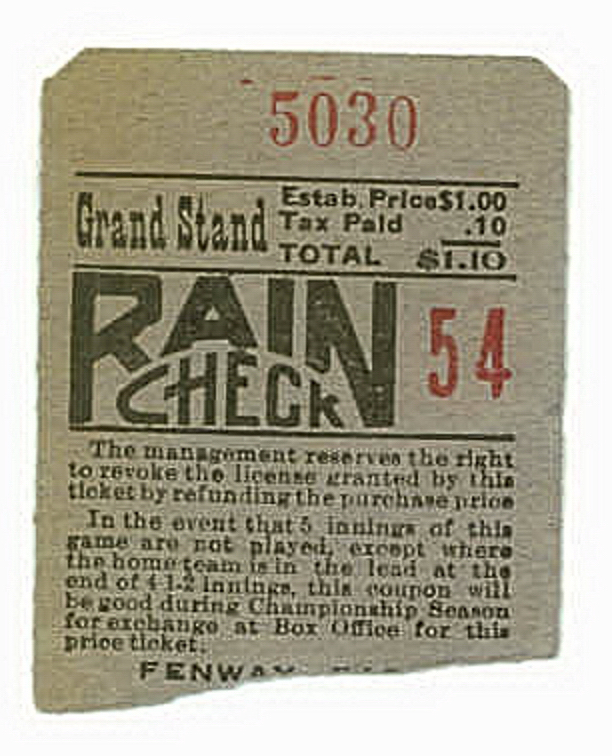 5030
Grand Stand
Estab. Price $1.00
Tax Paid .10
TOTAL $1.10
RAIN
CHECK
54
The management reserves the right
to revoke the license granted by this
ticket by refunding the purchase price
In the event that 5 innings of this
game are not played, except where
the home team is in the lead at the
end of 4 1-2 innings, this coupon will
be good during Championship Season
for exchange at Box Office for this
price ticket.
FENWAY